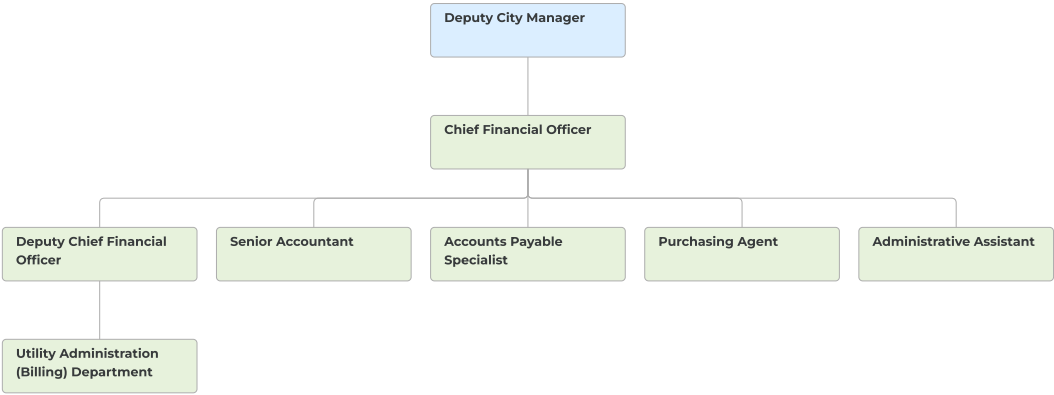 Deputy City Manager
Chief Financial Officer
Deputy Chief Financial
Officer
Senior Accountant
Accounts Payable
Specialist
Purchasing Agent
Administrative Assistant
Utility Administration
(Billing) Department